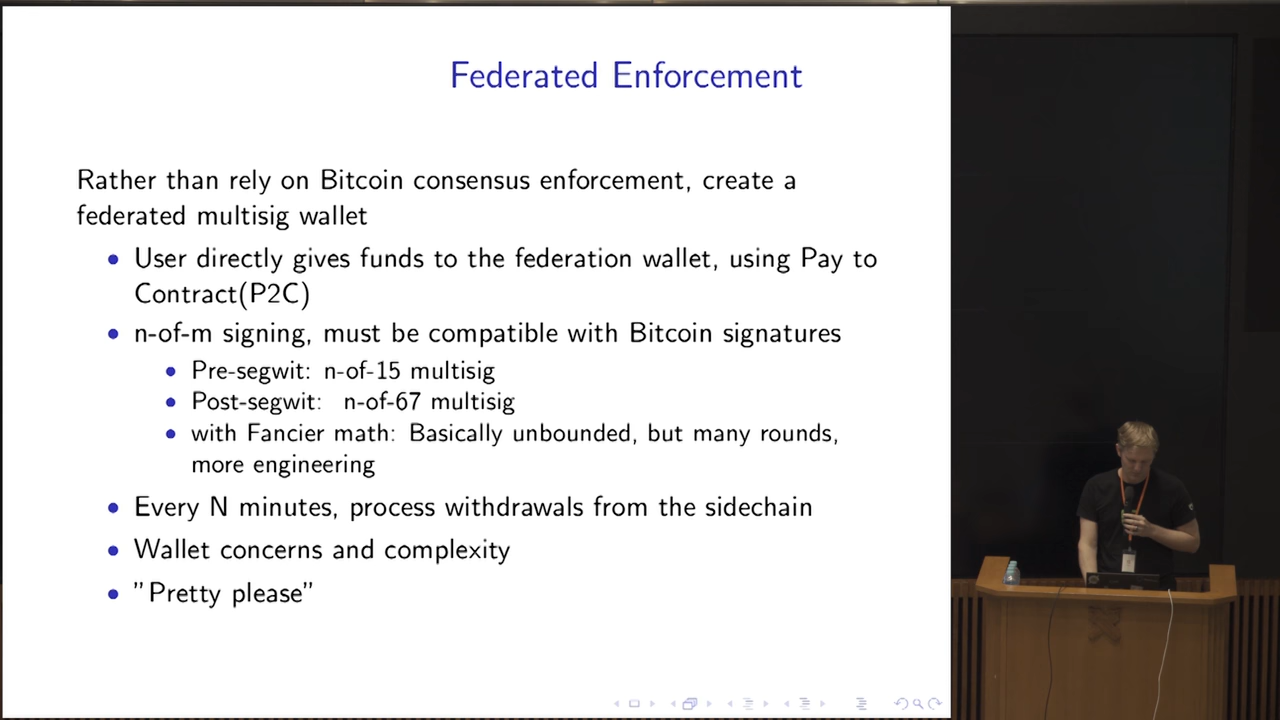 Federated Enforcement
Rather than rely on Bitcoin consensus enforcement, create a
federated multisig wallet
User directly gives funds to the federation wallet, using Pay to
Contract(P2C)
n-of-m signing, must be compatible with Bitcoin signatures
Pre-segwit: n-of-15 multisig
Post-segwit: n-of-67 multisig
with Fancier math: Basically unbounded, but many rounds,
more engineering
Every N minutes, process withdrawals from the sidechain
Wallet concerns and complexity
"Pretty please"